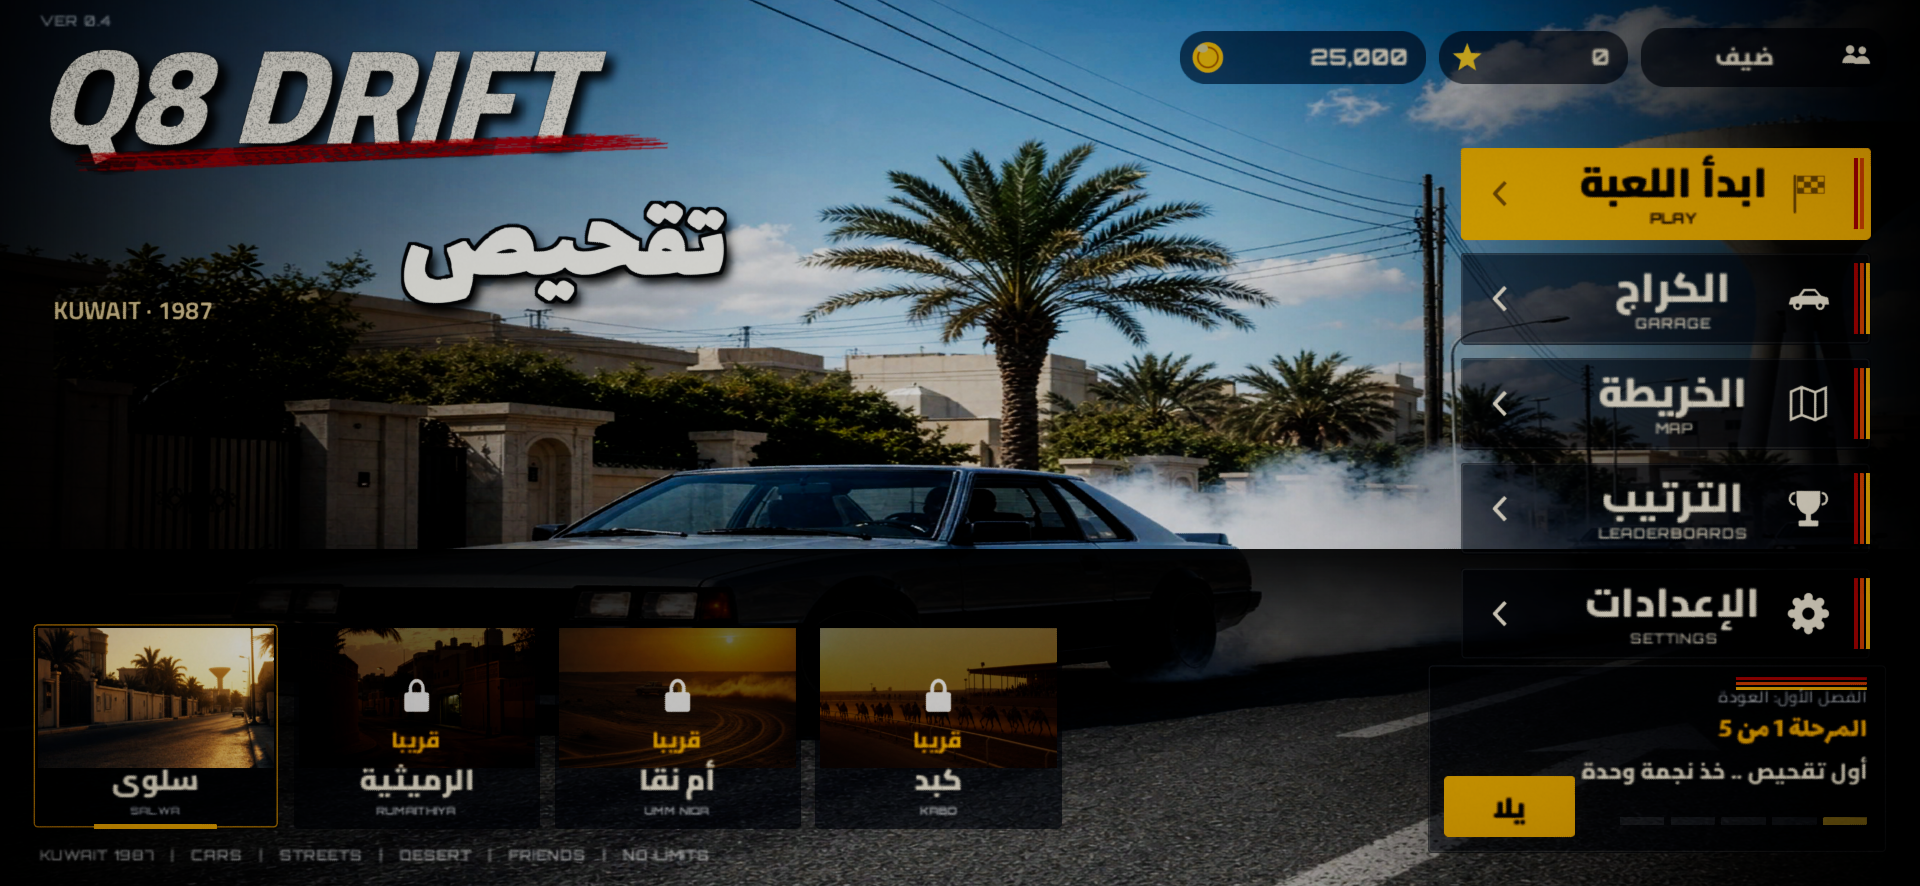 VER 0.4
Q8 DRIFT
تقحيص
KUWAIT · 1987
25,000
0
ضيف
ابدأ اللعبة
PLAY
الكراج
GARAGE
الخريطة
MAP
الترتيب
LEADERBOARDS
الإعدادات
SETTINGS
الفصل الأول: العودة
المرحلة 1 من 5
أول تقحيص .. خذ نجمة وحدة
يلا
سلوى
SALWA
قريبا
الرميثية
RUMAITHIYA
قريبا
أم نقا
UMM NIQA
قريبا
كبد
KABD
KUWAIT 1987 | CARS | STREETS | DESERT | FRIENDS | NO LIMITS